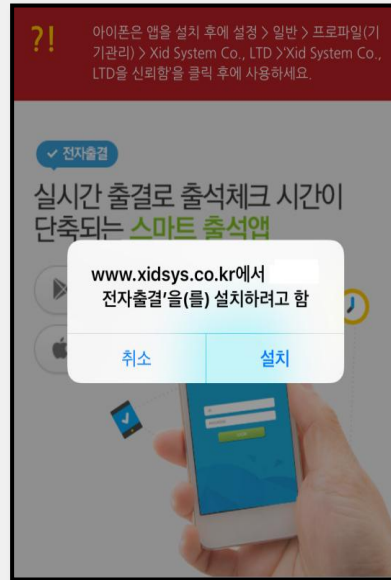 ?!
아이폰은 앱을 설치 후에 설정 > 일반 > 프로파일(기
기관리) > Xid System Co., LTD >'Xid System Co.,
LTD을 신뢰함'을 클릭 후에 사용하세요.
전자출결
실시간 출결로 출석체크 시간이
단축되는 스마트 출석앱
www.xidsys.co.kr에서
전자출결'을(를) 설치하려고 함
취소 설치